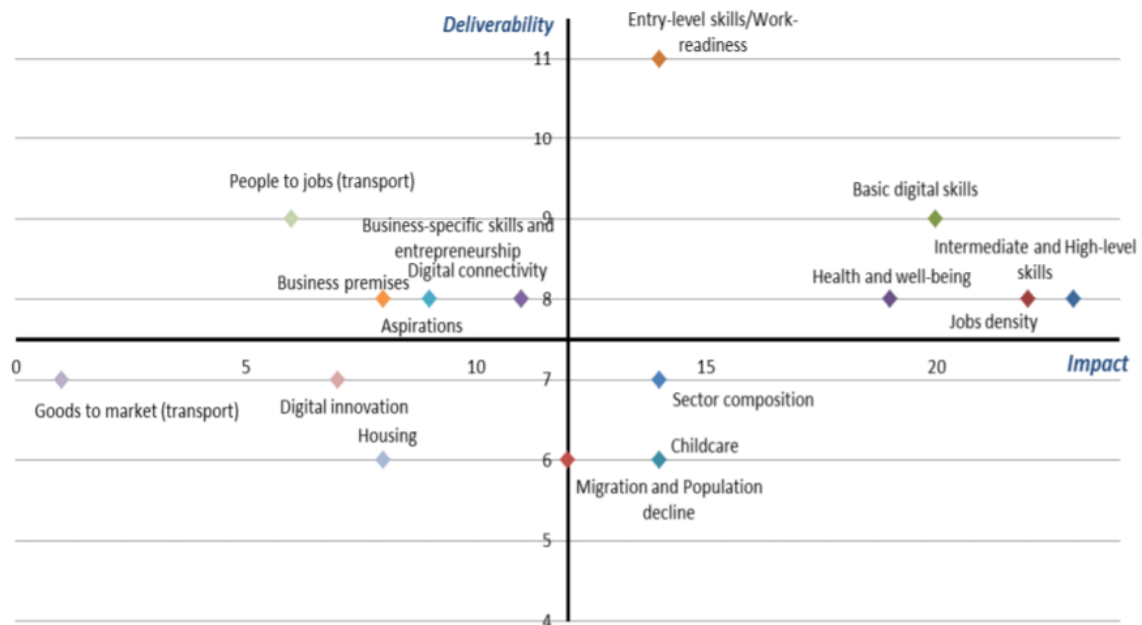 Deliverability
Entry-level skills/Work-
readiness
11
10
People to jobs (transport)
Basic digital skills
9
Business-specific skills and
entrepreneurship
Intermediate and High-level
skills
Digital connectivity
Health and well-being
Business premises
8
Aspirations
Jobs density
0
5
10
15
20
Impact
7
Goods to market (transport)
Digital innovation
Sector composition
Housing
Childcare
6
Migration and Population
decline
5
4